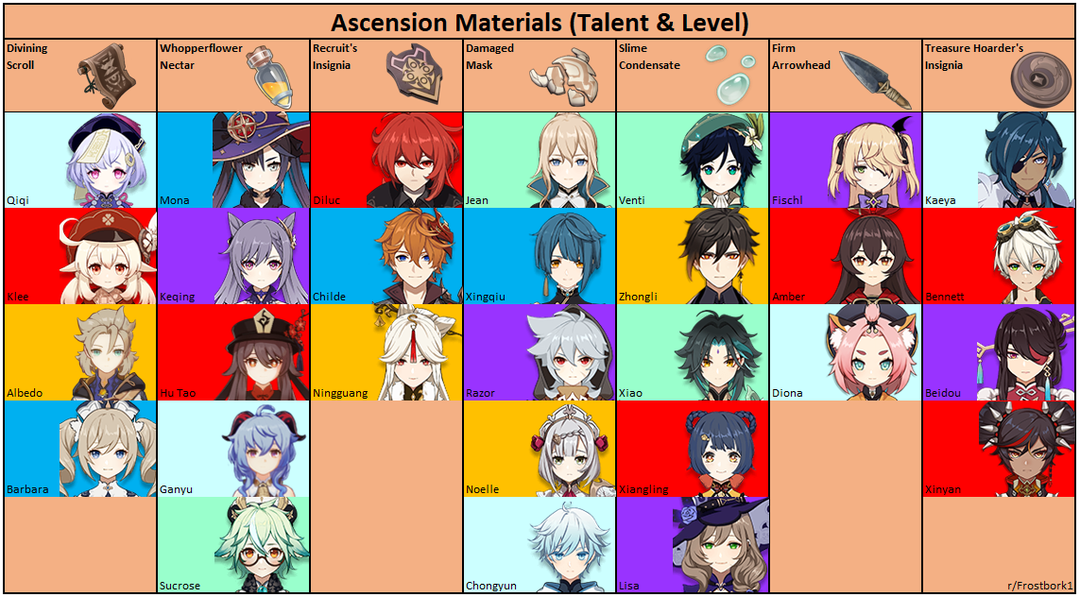 Ascension Materials (Talent & Level)
Divining
Scroll
Whopperflower
Nectar
Recruit's
Insignia
Damaged
Mask
Slime
Condensate
Firm
Arrowhead
Treasure Hoarder's
Insignia
Qiqi
Mona
Diluc
Jean
Venti
Fischl
Kaeya
Klee
Keqing
Childe
Xingqiu
Zhongli
Amber
Bennett
Albedo
Hu Tao
Ningguang
Razor
Xiao
Diona
Beidou
Barbara
Ganyu
Noelle
Xiangling
Xinyan
Sucrose
Chongyun
Lisa
r/Frostbork1